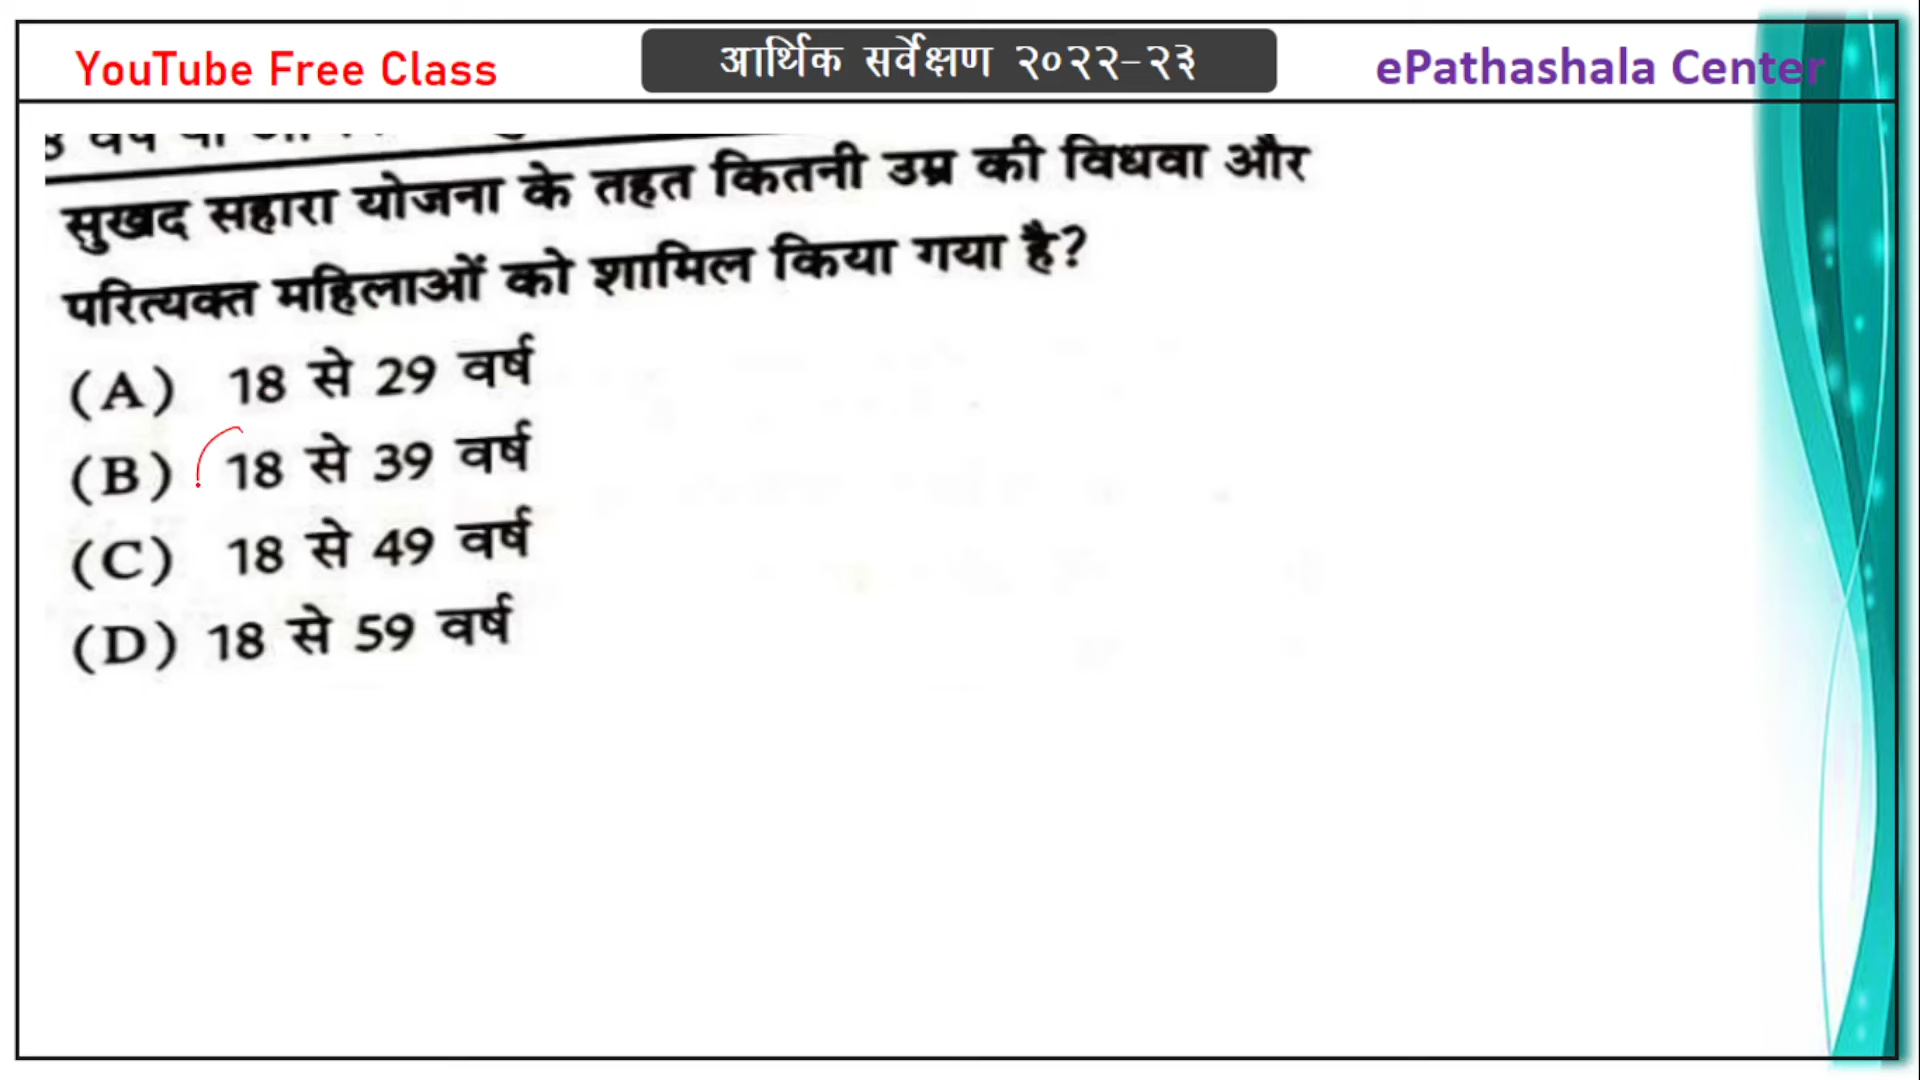 YouTube Free Class
आर्थिक सर्वेक्षण २०२२-२३
ePathashala Center
सुखद सहारा योजना के तहत कितनी उम्र की विधवा और
परित्यक्त महिलाओं को शामिल किया गया है?
(A) 18 से 29 वर्ष
(B) 18 से 39 वर्ष
(C) 18 से 49 वर्ष
(D) 18 से 59 वर्ष